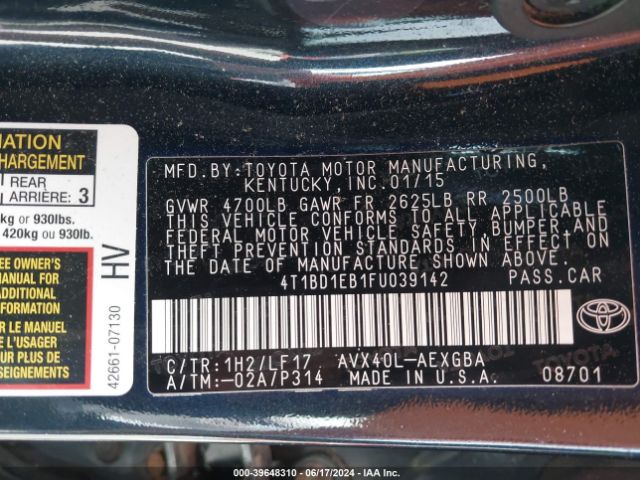 NATION
CHARGEMENT
REAR
ARRIÈRE: 3
kg or 930lbs.
420kg ou 930lb.
EE OWNER'S
MANUAL FOR
ADDITIONAL
r le Manuel
r plus de
HV
42661-07130
MFD. BY: TOYOTA MOTOR MANUFACTURING,
KENTUCKY, INC. 01/15
GVWR 4700LB GAWR FR 2625LB RR 2500LB
THIS VEHICLE CONFORMS TO ALL APPLICABLE
FEDERAL MOTOR VEHICLE SAFETY, BUMPER, AND
THEFT PREVENTION STANDARDS IN EFFECT ON
THE DATE OF MANUFACTURE SHOWN ABOVE.
4T1BD1EB1FU039142 PASS. CAR
TOYOTA
C/TR: 1H2/LF17 AVX40L-AEXGBA
A/TM: -02A/P314 MADE IN U.S.A. 08701
000-39648310 - 06/17/2024 - IAA Inc.